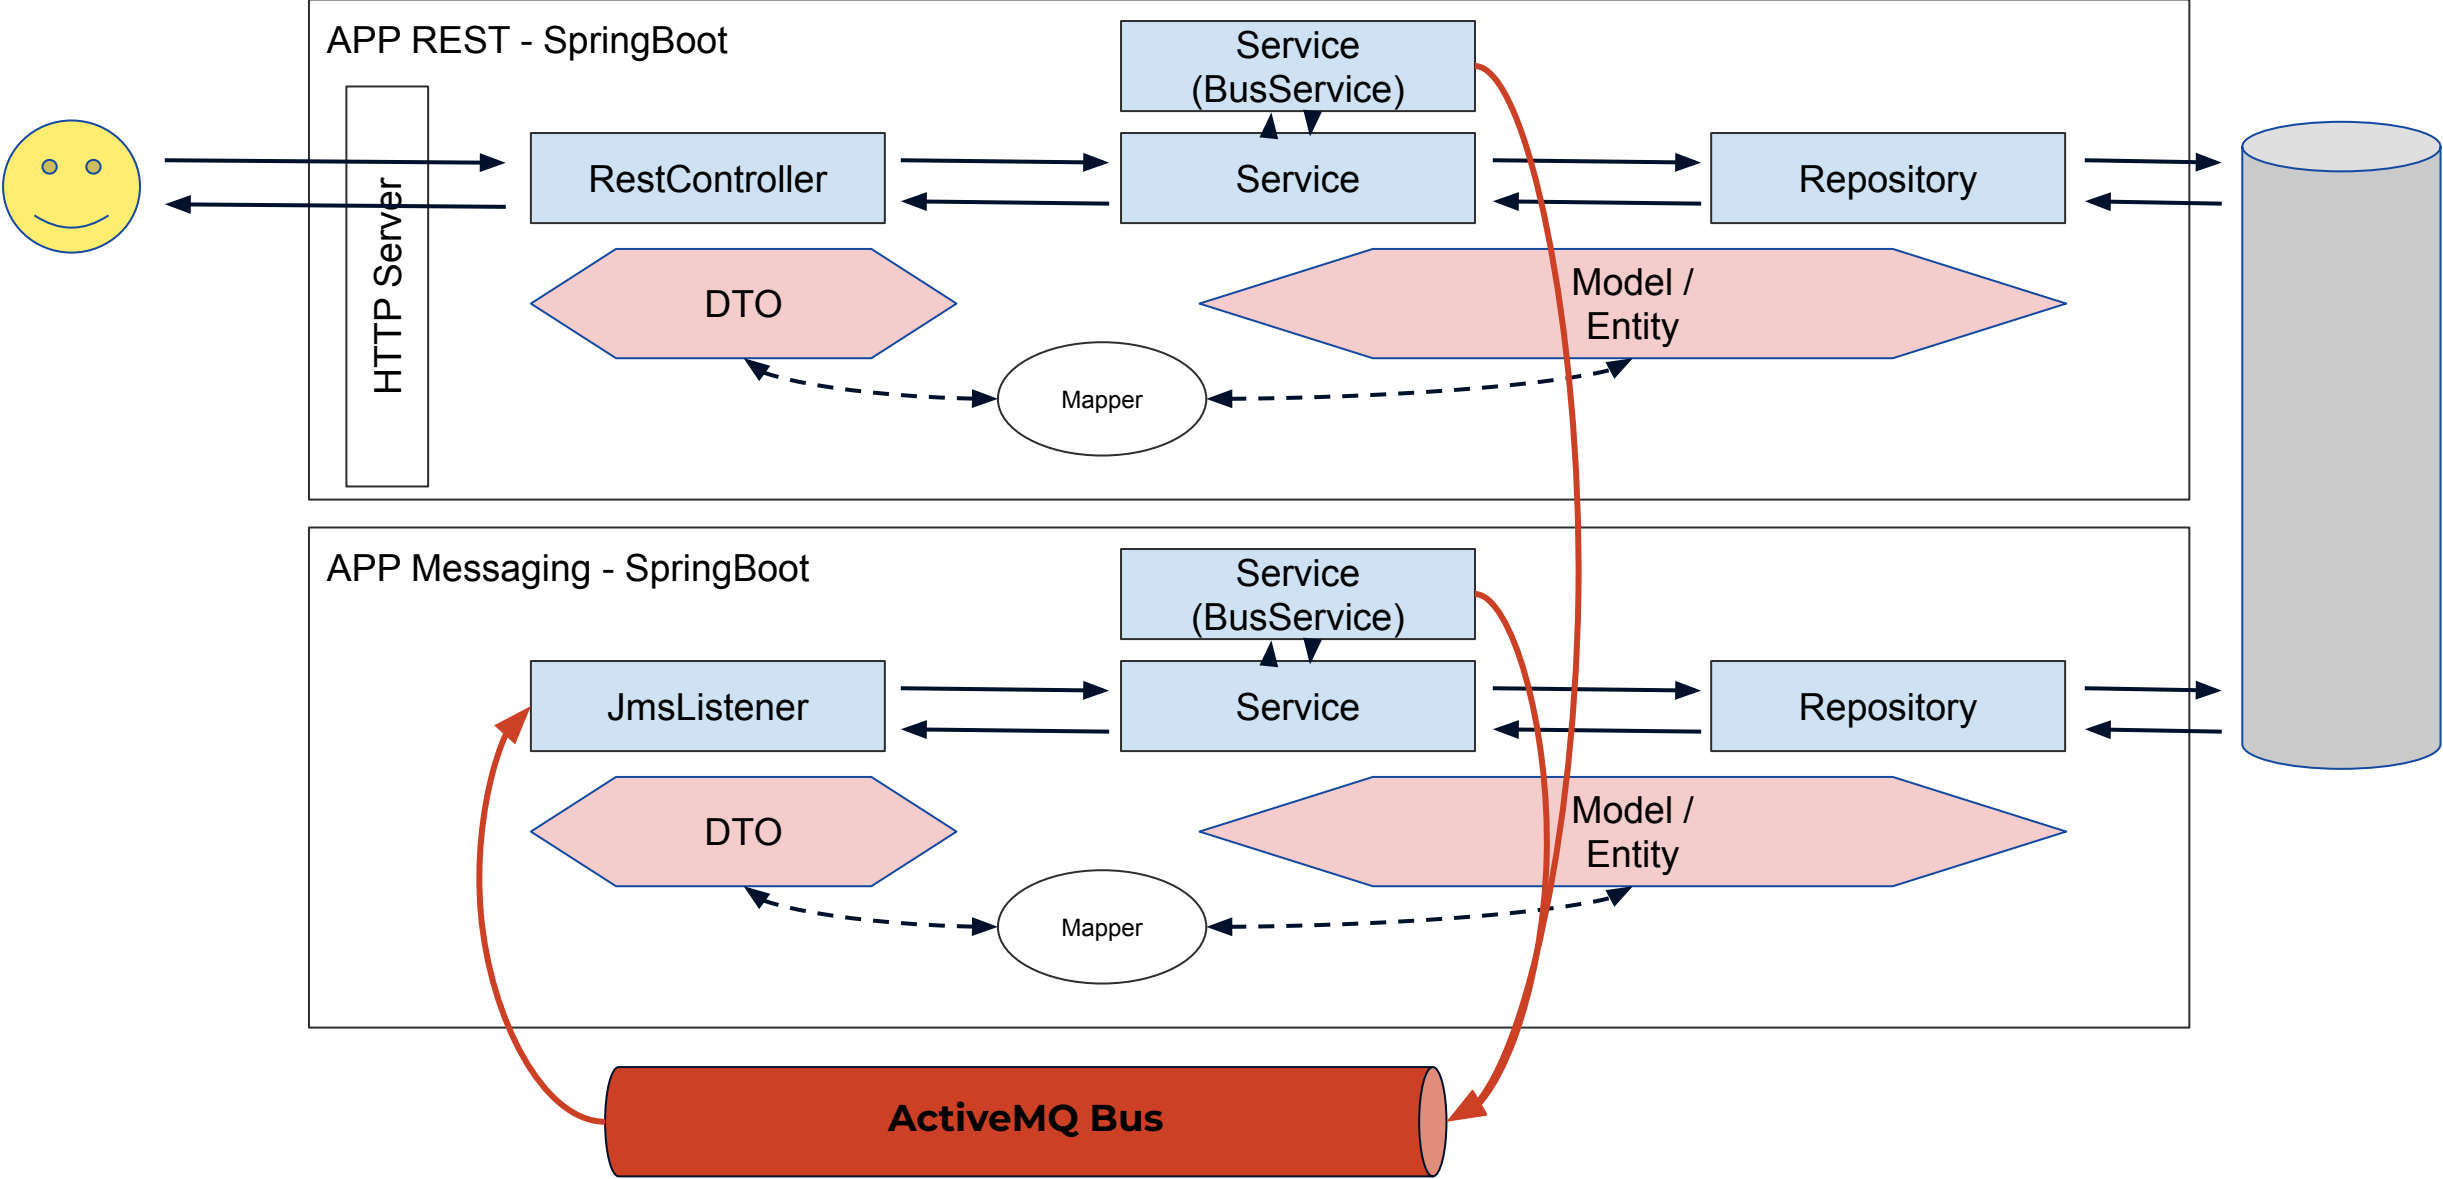 APP REST - SpringBoot
Service
(BusService)
HTTP Server
RestController
Service
Repository
DTO
Model /
Entity
Mapper
APP Messaging - SpringBoot
Service
(BusService)
JmsListener
Service
Repository
DTO
Model /
Entity
Mapper
ActiveMQ Bus